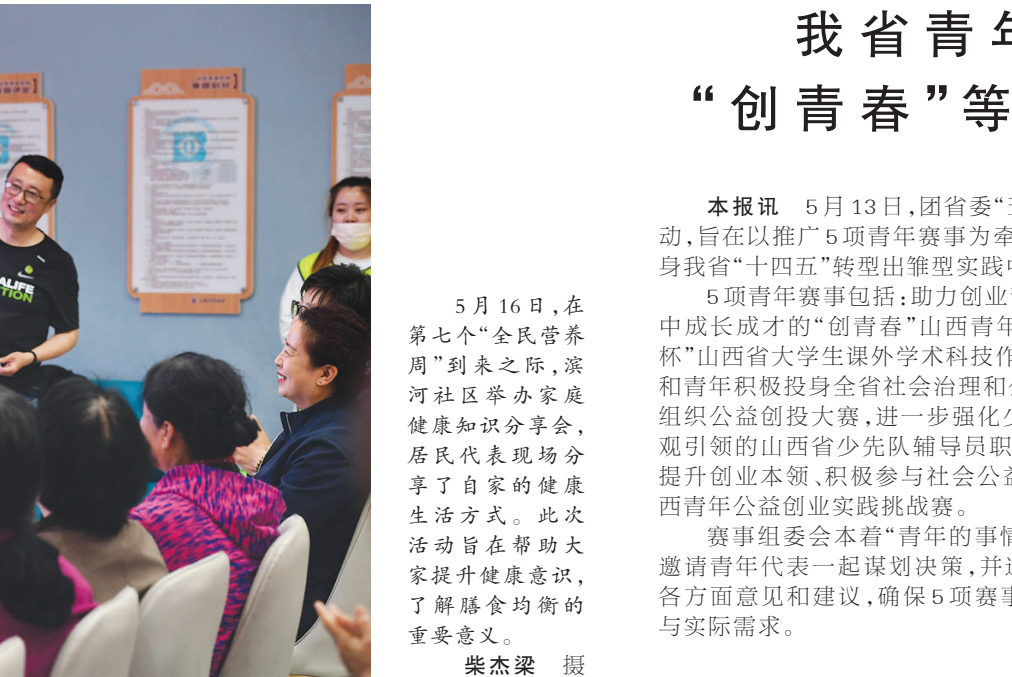 ALIFE
TION
5月16日,在
第七个“全民营养
周”到来之际,滨
河社区举办家庭
健康知识分享会,
居民代表现场分
享了自家的健康
生活方式。此次
活动旨在帮助大
家提升健康意识,
了解膳食均衡的
重要意义。
柴杰梁 摄
我省青年
“创青春”等
本报讯 5月13日,团省委“
动,旨在以推广5项青年赛事为牵
身我省“十四五”转型出雏型实践中
5项青年赛事包括:助力创业
中成长成才的“创青春”山西青年
杯”山西省大学生课外学术科技作
和青年积极投身全省社会治理和
组织公益创投大赛,进一步强化少
观引领的山西省少先队辅导员职
提升创业本领、积极参与社会公益
西青年公益创业实践挑战赛。
赛事组委会本着“青年的事情
邀请青年代表一起谋划决策,并
各方面意见和建议,确保5项赛事
与实际需求。